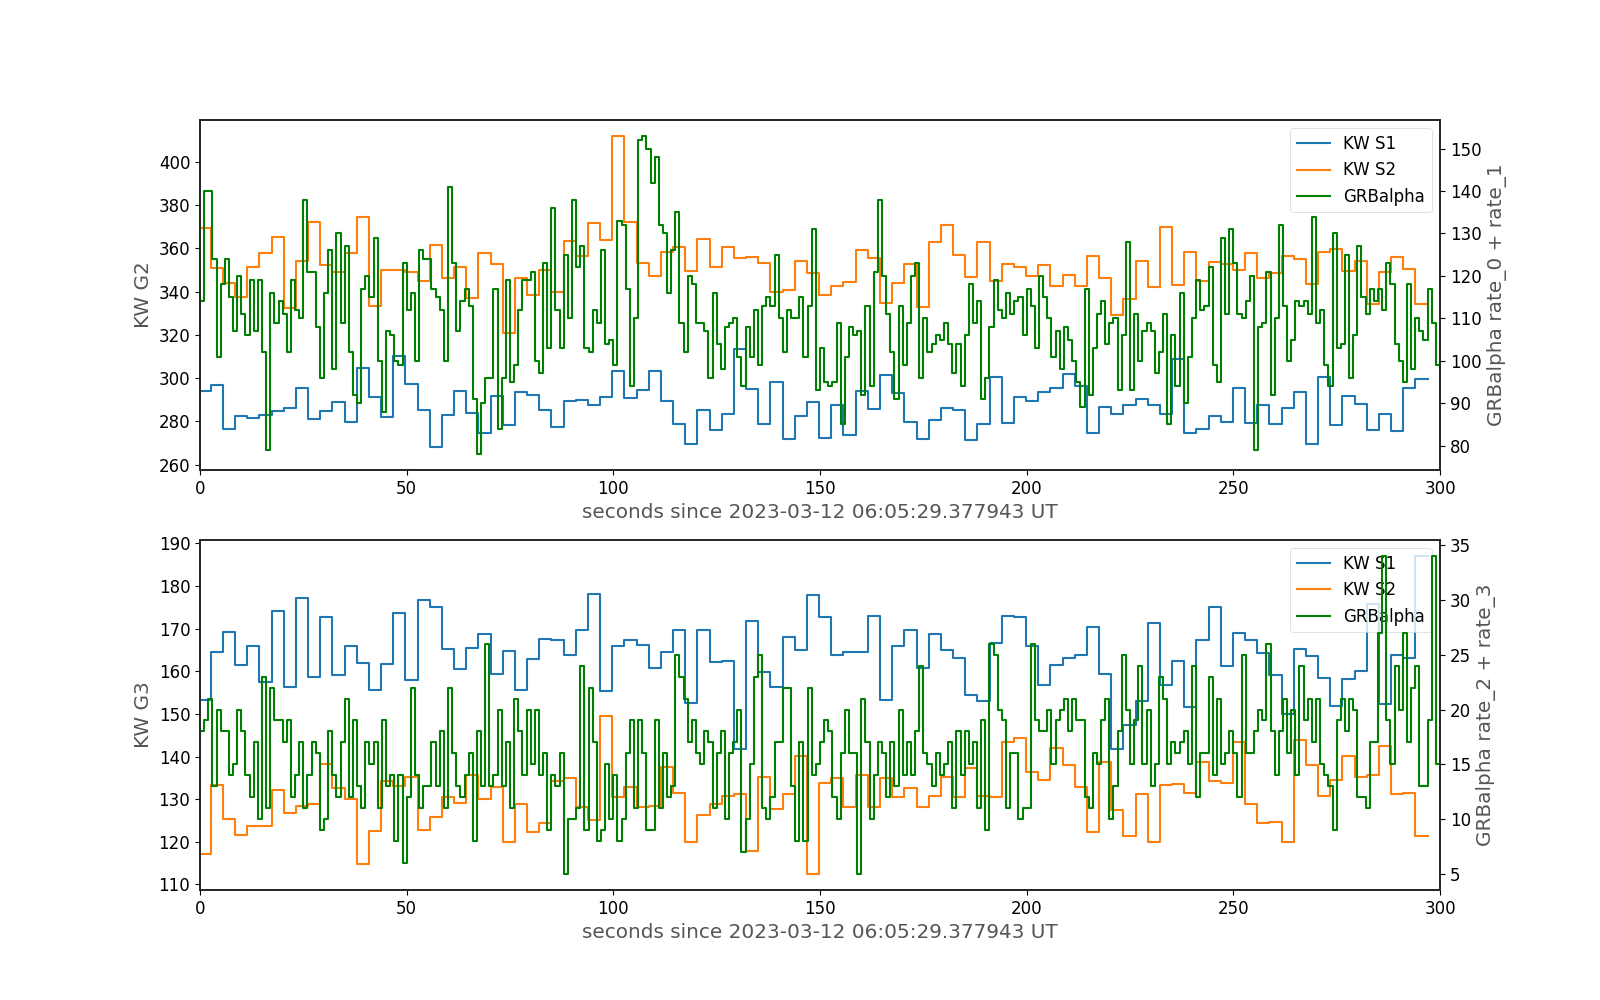 KW S1
KW S2
GRBalpha
400
380
360
340
320
300
280
260
KW G2
150
140
130
120
110
100
90
80
GRBalpha rate_0 + rate_1
0 50 100 150 200 250 300
seconds since 2023-03-12 06:05:29.377943 UT
KW S1
KW S2
GRBalpha
190
180
170
160
150
140
130
120
110
KW G3
35
30
25
20
15
10
5
GRBalpha rate_2 + rate_3
0 50 100 150 200 250 300
seconds since 2023-03-12 06:05:29.377943 UT